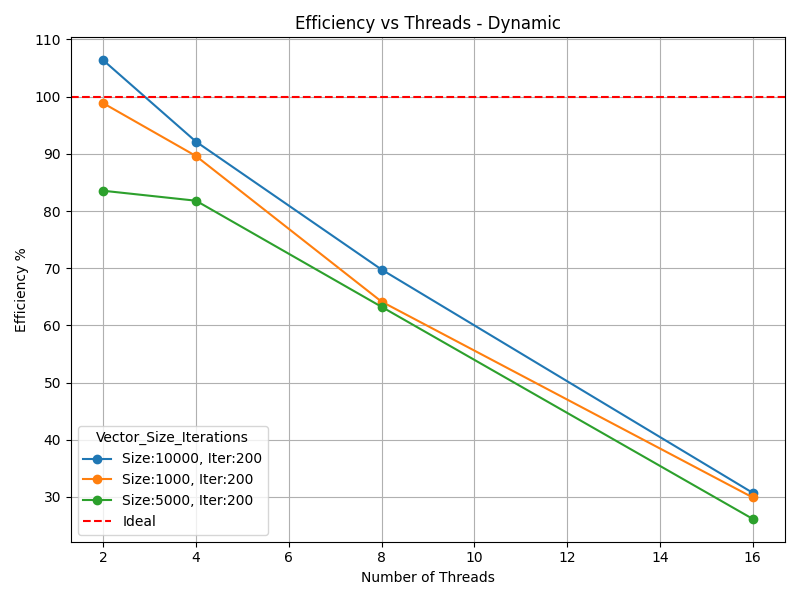 Efficiency vs Threads - Dynamic
110
100
90
80
70
60
50
40
30
Efficiency %
Vector_Size_Iterations
Size:10000, Iter:200
Size:1000, Iter:200
Size:5000, Iter:200
Ideal
2 4 6 8 10 12 14 16
Number of Threads